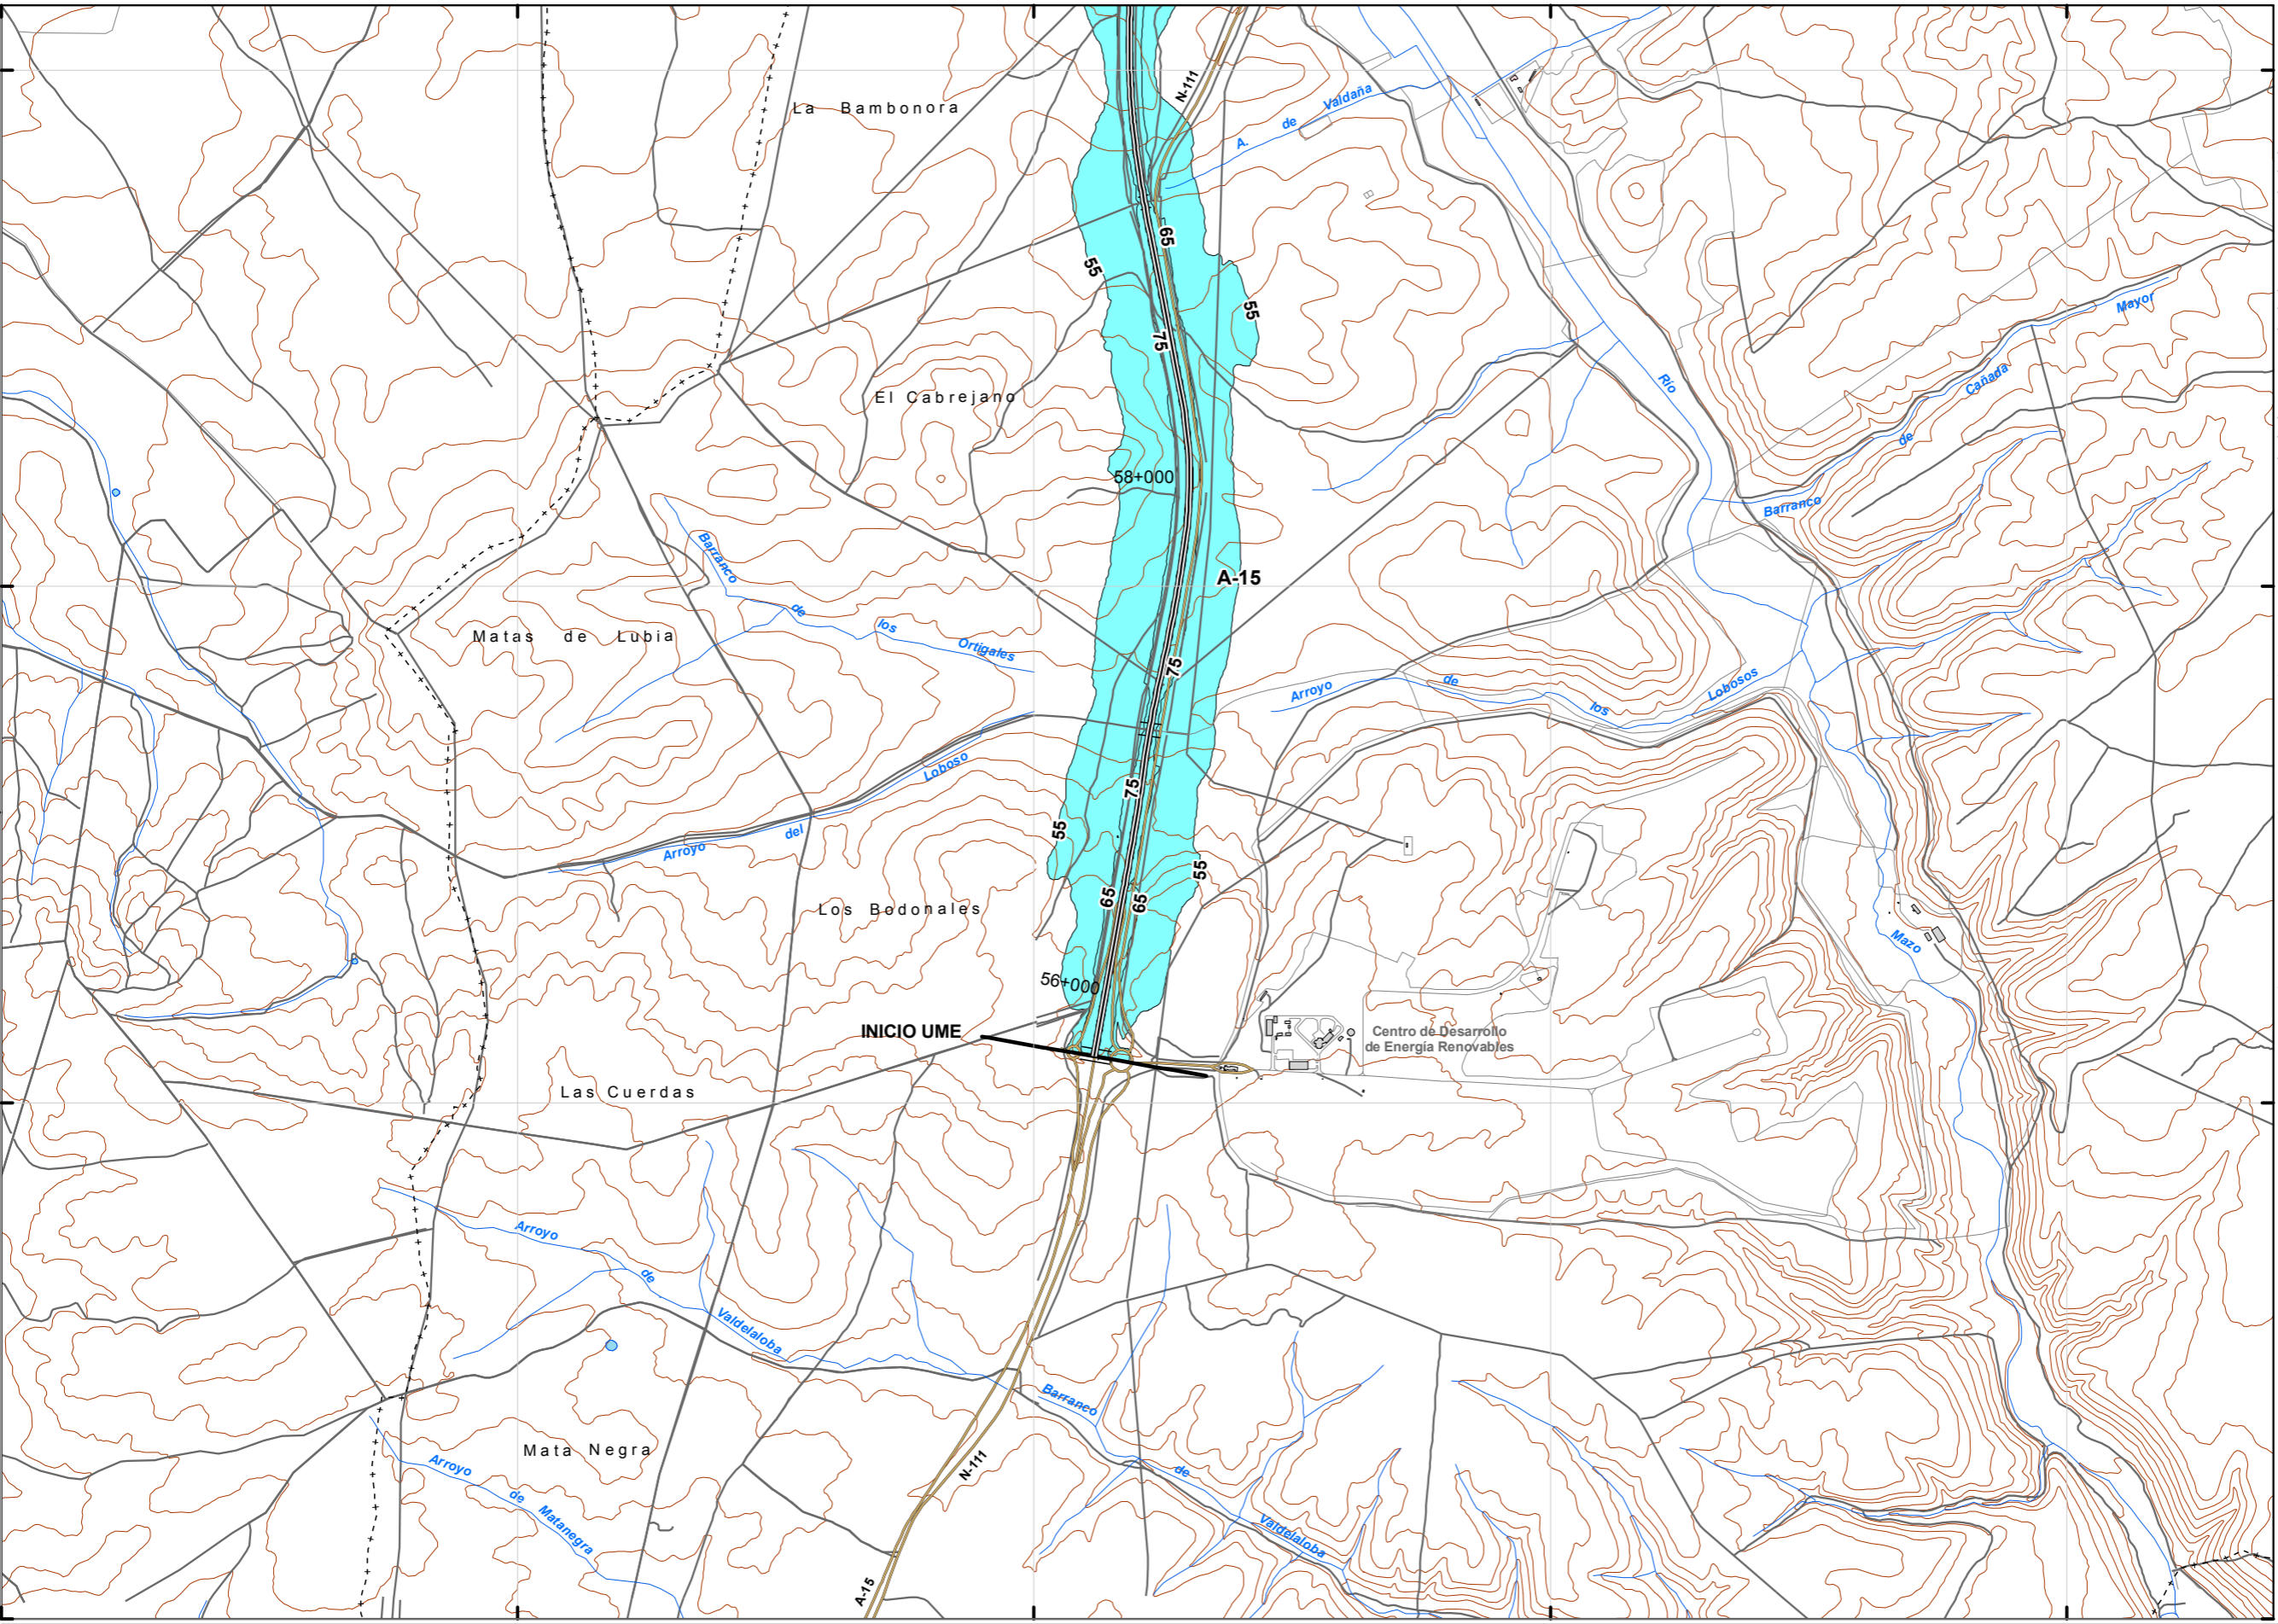 La Bambonora
N-111
A. de Valdaña
65
55
55
75
Mayor
Cañada
de
Barranco
Río
El Cabrejano
58+000
A-15
Barranco
de
los
Ortigales
Matas de Lubia
75
Arroyo
de
los
Lobosos
Arroyo
del
Loboso
75
55
55
65
65
Los Bodonales
Mazo
56+000
INICIO UME
Centro de Desarrollo
de Energía Renovables
Las Cuerdas
Arroyo
de
Valdelaloba
Barranco
de
Valdelaloba
Mata Negra
Arroyo
de Matanegra
N-111
A-15